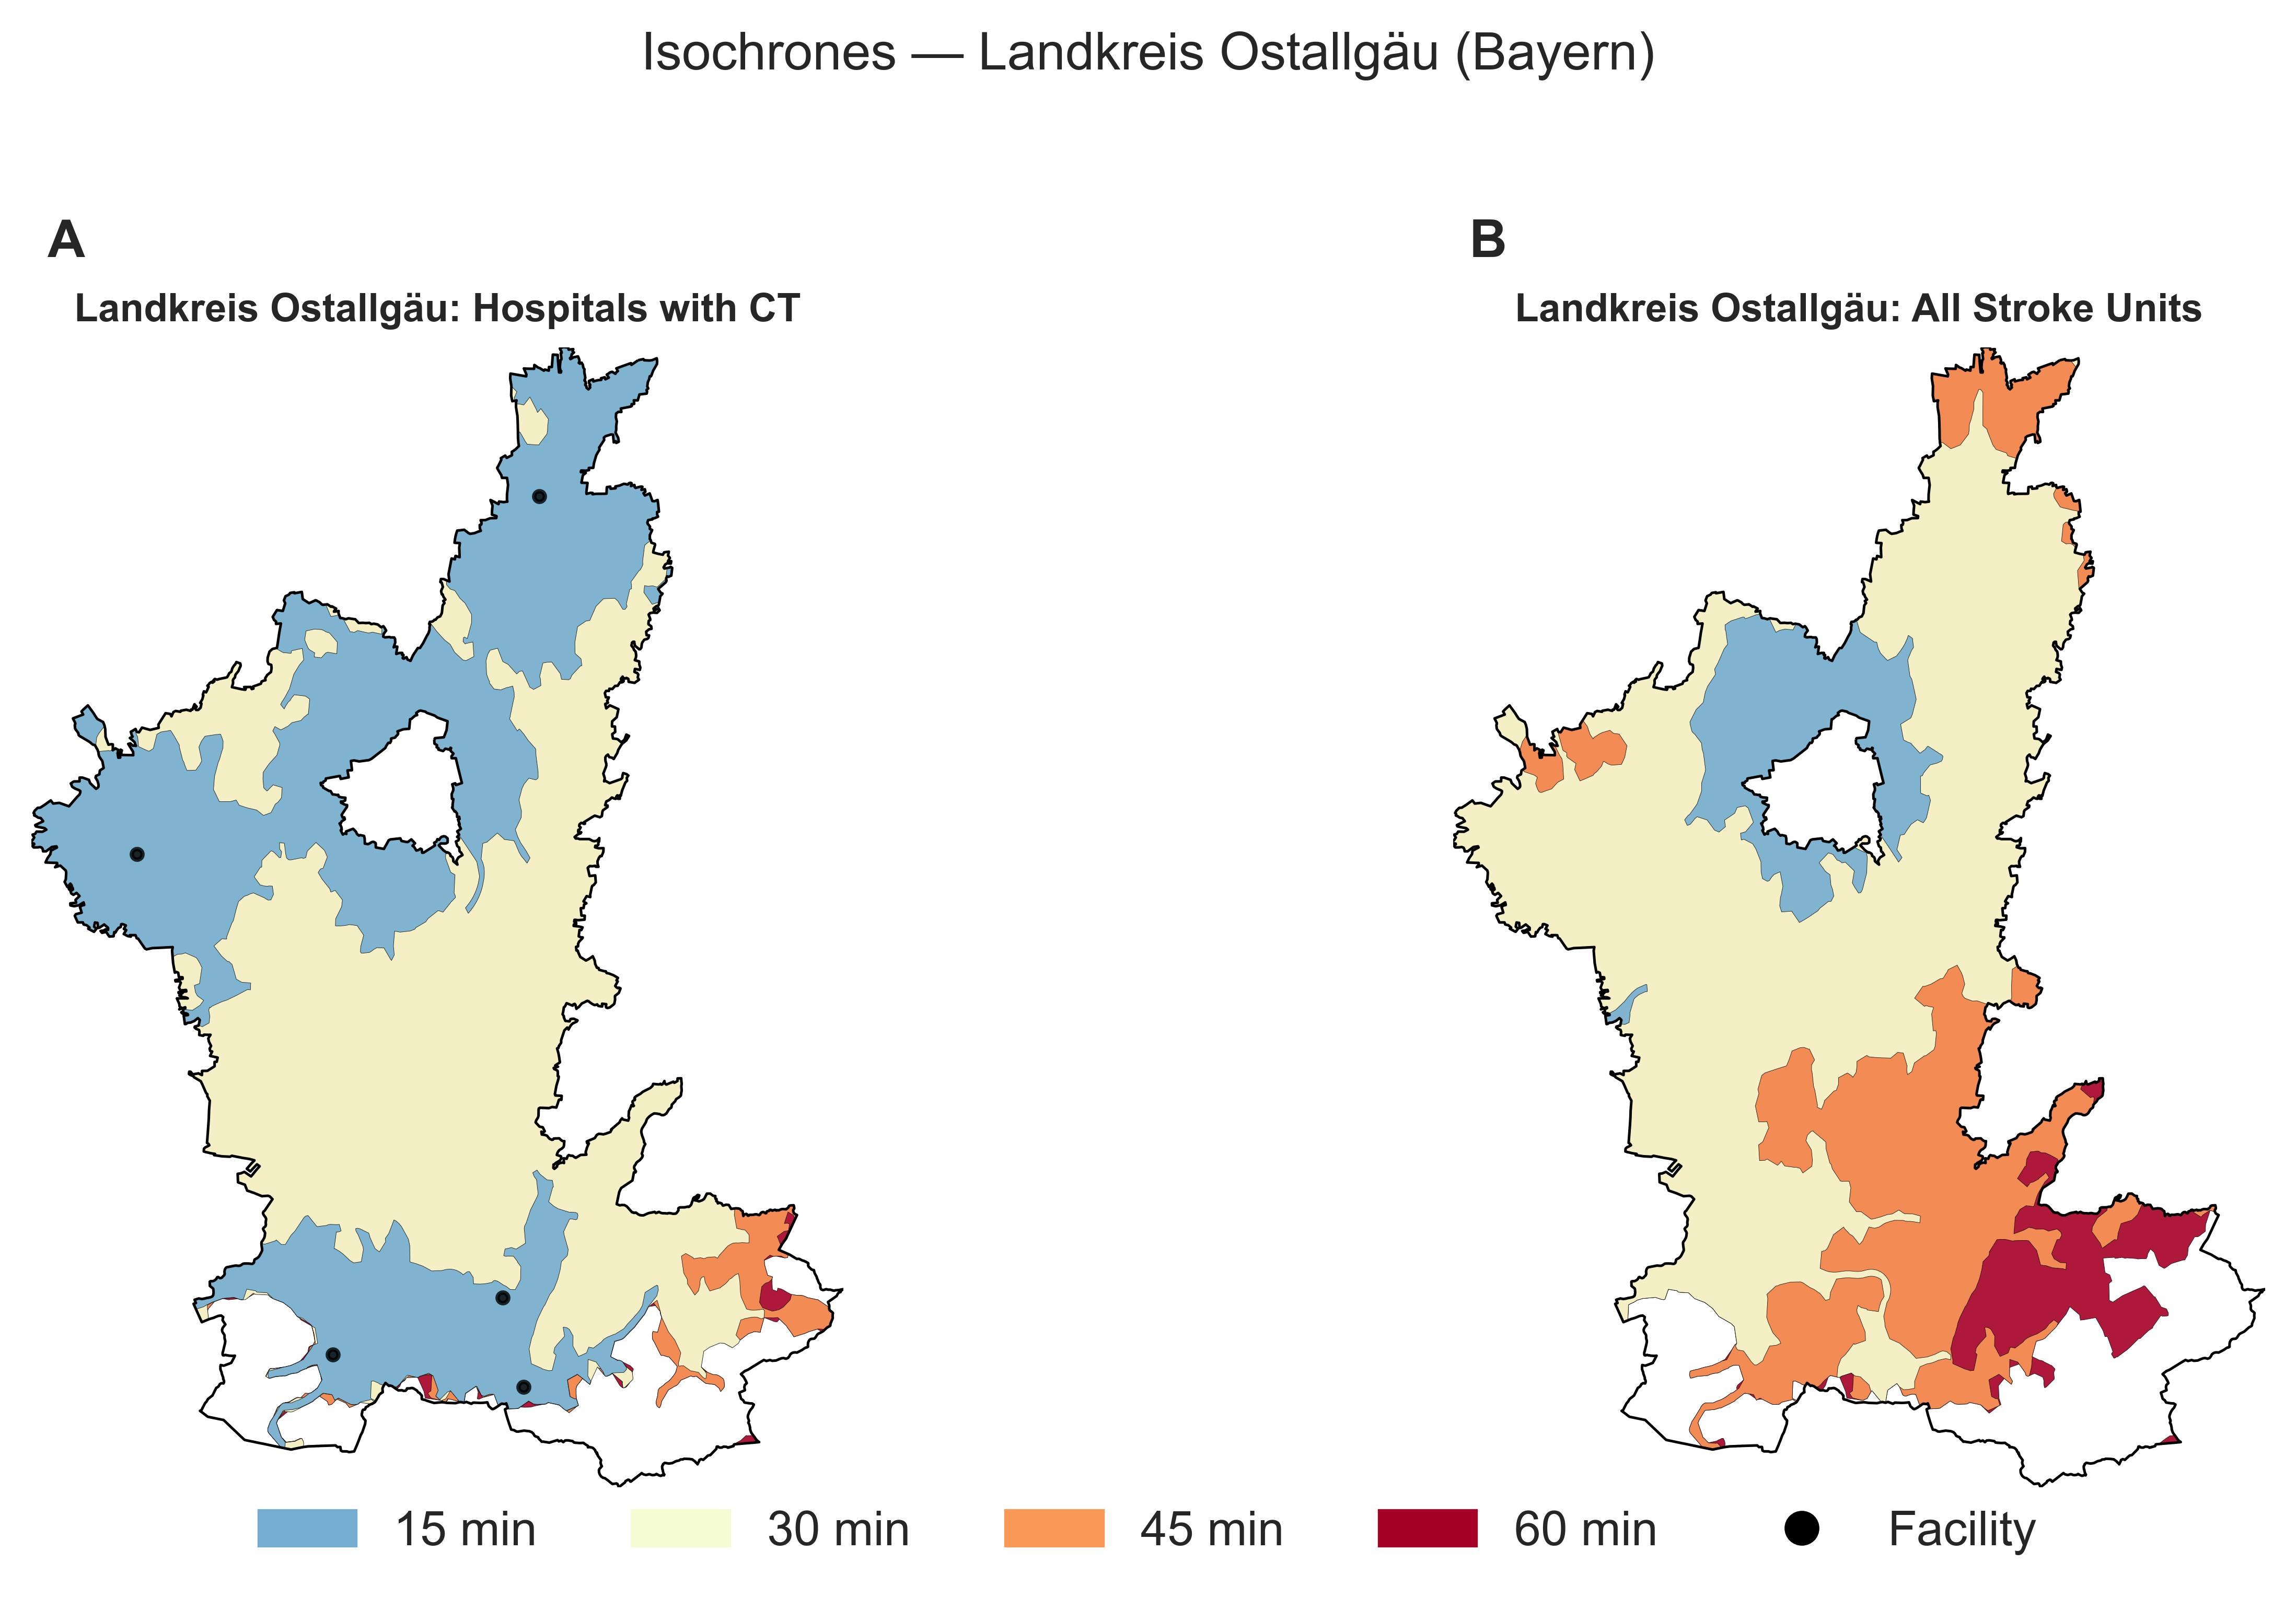 Isochrones — Landkreis Ostallgäu (Bayern)
A
B
Landkreis Ostallgäu: Hospitals with CT
Landkreis Ostallgäu: All Stroke Units
15 min
30 min
45 min
60 min
Facility